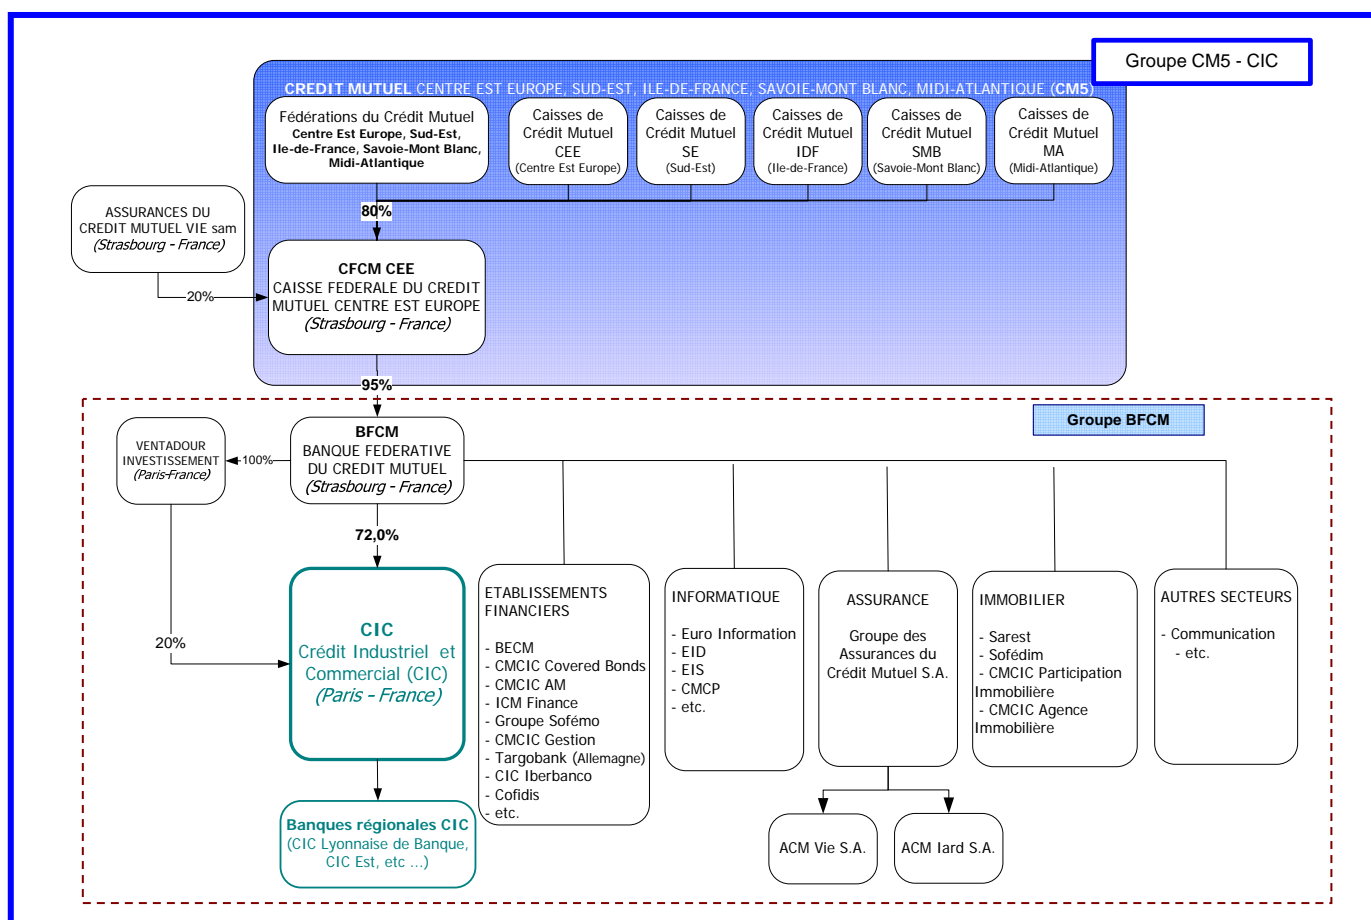 Groupe CM5 - CIC
CREDIT MUTUEL CENTRE EST EUROPE, SUD-EST, ILE-DE-FRANCE, SAVOIE-MONT BLANC, MIDI-ATLANTIQUE (CM5)
Fédérations du Crédit Mutuel
Centre Est Europe, Sud-Est,
Ile-de-France, Savoie-Mont Blanc,
Midi-Atlantique
Caisses de
Crédit Mutuel
CEE
(Centre Est Europe)
Caisses de
Crédit Mutuel
SE
(Sud-Est)
Caisses de
Crédit Mutuel
IDF
(Ile-de-France)
Caisses de
Crédit Mutuel
SMB
(Savoie-Mont Blanc)
Caisses de
Crédit Mutuel
MA
(Midi-Atlantique)
80%
ASSURANCES DU
CREDIT MUTUEL VIE sam
(Strasbourg – France)
20%
CFCM CEE
CAISSE FEDERALE DU CREDIT
MUTUEL CENTRE EST EUROPE
(Strasbourg – France)
95%
Groupe BFCM
VENTADOUR
INVESTISSEMENT
(Paris-France)
100%
BFCM
BANQUE FEDERATIVE
DU CREDIT MUTUEL
(Strasbourg – France)
72,0%
20%
CIC
Crédit Industriel et
Commercial (CIC)
(Paris – France)
Banques régionales CIC
(CIC Lyonnaise de Banque,
CIC Est, etc ...)
ETABLISSEMENTS
FINANCIERS
- BECM
- CMCIC Covered Bonds
- CMCIC AM
- ICM Finance
- Groupe Sofémo
- CMCIC Gestion
- Targobank (Allemagne)
- CIC Iberbanco
- Cofidis
- etc.
INFORMATIQUE
- Euro Information
- EID
- EIS
- CMCP
- etc.
ASSURANCE
Groupe des
Assurances du
Crédit Mutuel S.A.
ACM Vie S.A.
ACM Iard S.A.
IMMOBILIER
- Sarest
- Sofédim
- CMCIC Participation
Immobilière
- CMCIC Agence
Immobilière
AUTRES SECTEURS
- Communication
- etc.